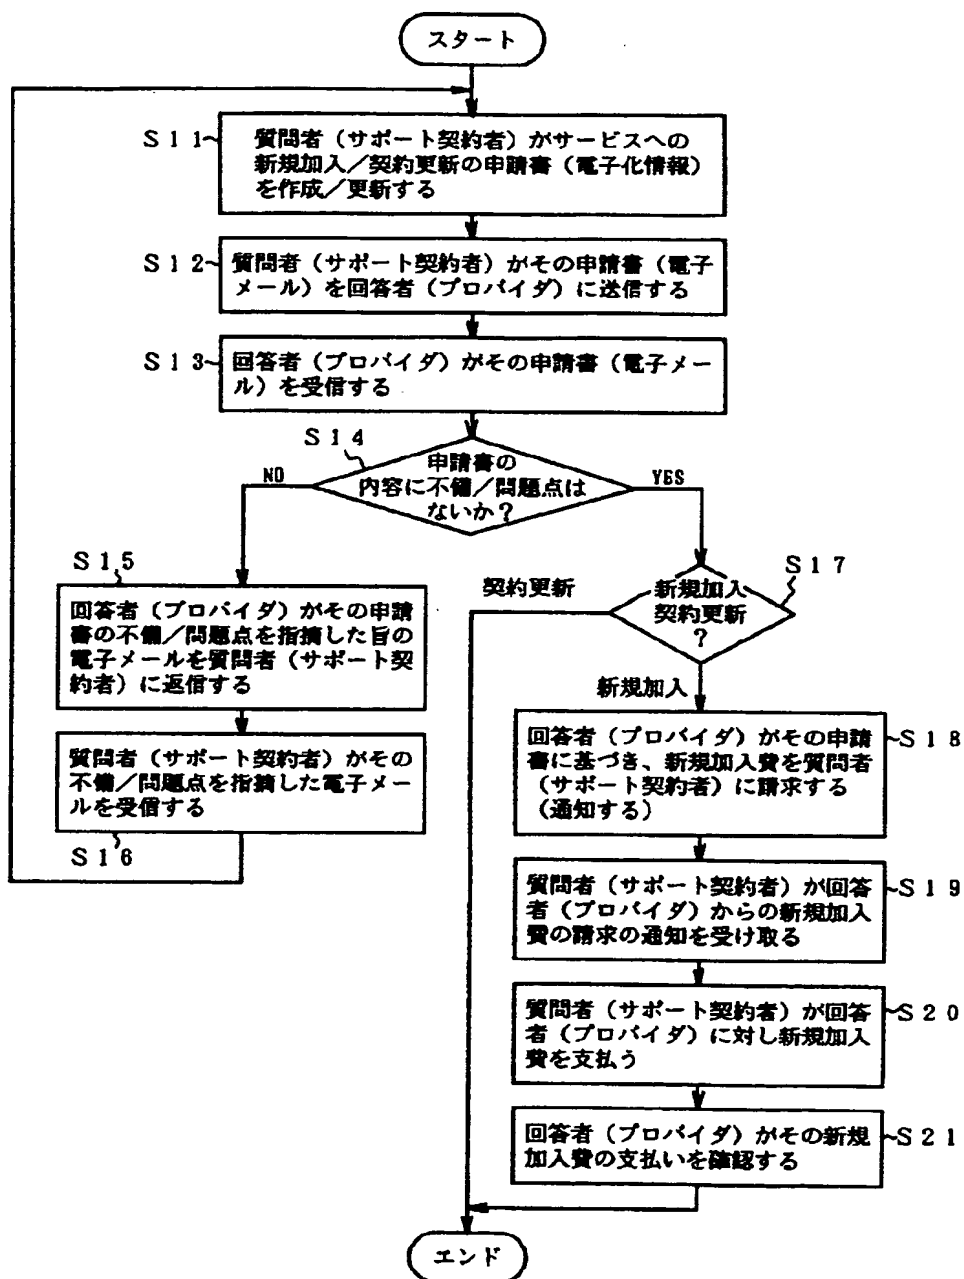 スタート
S11
質問者（サポート契約者）がサービスへの
新規加入／契約更新の申請書（電子化情報）
を作成／更新する
S12
質問者（サポート契約者）がその申請書（電子
メール）を回答者（プロバイダ）に送信する
S13
回答者（プロバイダ）がその申請書（電子メー
ル）を受信する
S14
申請書の
内容に不備／問題点は
ないか？
NO
YES
S15
回答者（プロバイダ）がその申請
書の不備／問題点を指摘した旨の
電子メールを質問者（サポート契
約者）に返信する
質問者（サポート契約者）がその
不備／問題点を指摘した電子メー
ルを受信する
S16
S17
新規加入
契約更新
？
契約更新
新規加入
回答者（プロバイダ）がその申請
書に基づき、新規加入費を質問者
（サポート契約者）に請求する
（通知する）
S18
質問者（サポート契約者）が回答
者（プロバイダ）からの新規加入
費の請求の通知を受け取る
S19
質問者（サポート契約者）が回答
者（プロバイダ）に対し新規加入
費を支払う
S20
回答者（プロバイダ）がその新規
加入費の支払いを確認する
S21
エンド